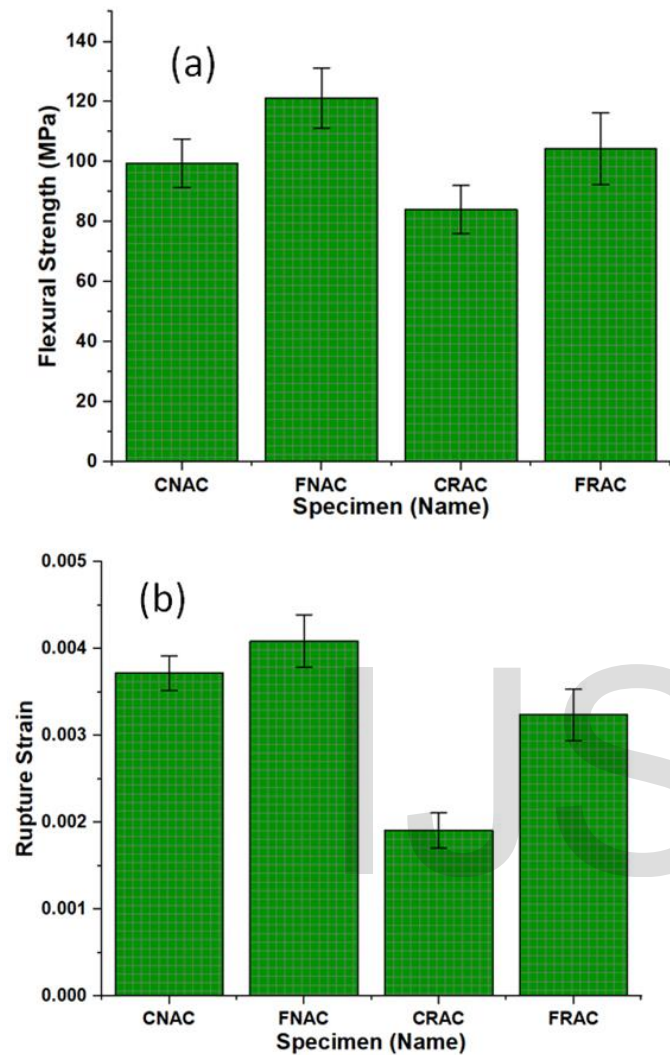 140
(a)
120
100
80
60
40
20
0
Flexural Strength (MPa)
CNAC FNAC CRAC FRAC
Specimen (Name)
0.005
(b)
0.004
0.003
0.002
0.001
0.000
Rupture Strain
IJS
CNAC FNAC CRAC FRAC
Specimen (Name)